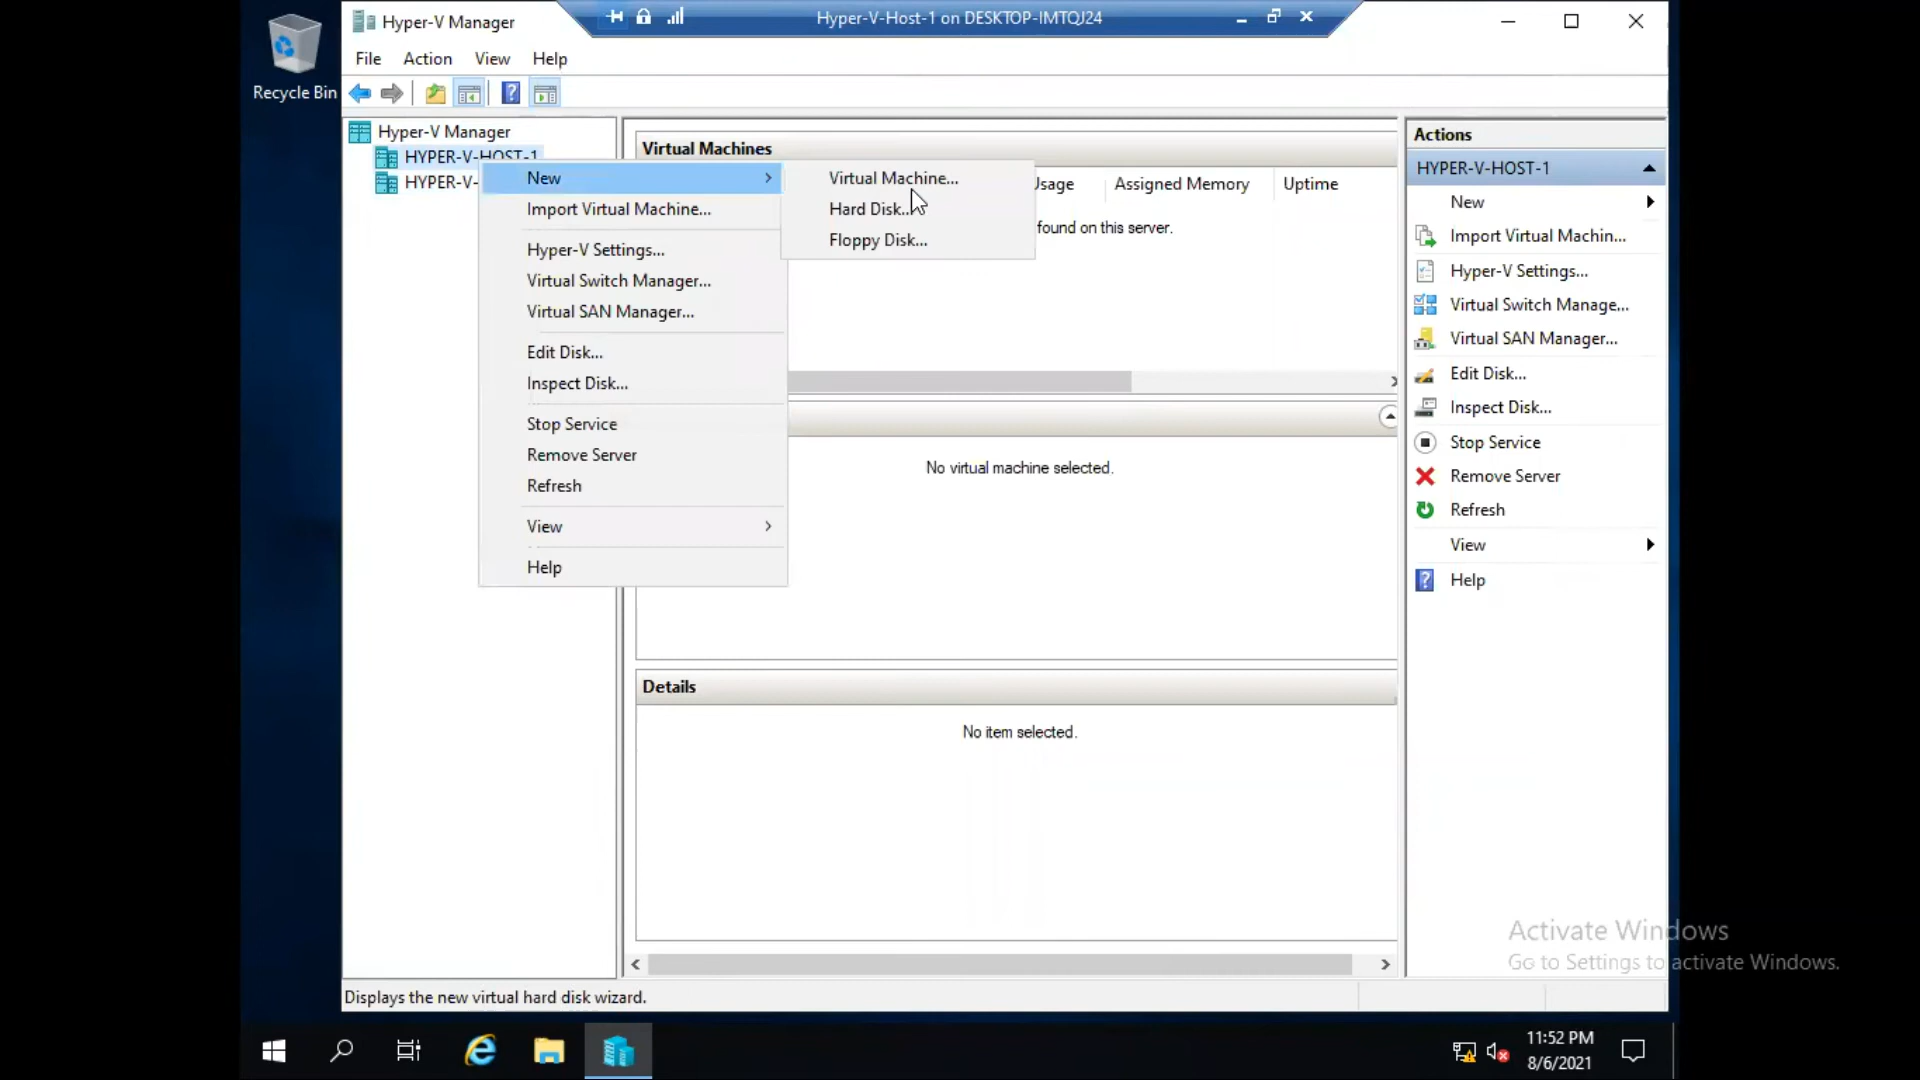 Recycle Bin
Hyper-V Manager
Hyper-V-Host-1 on DESKTOP-IMTQJ24
File Action View Help
Hyper-V Manager
HYPER-V-HOST-1
HYPER-V-
New
Import Virtual Machine...
Hyper-V Settings...
Virtual Switch Manager...
Virtual SAN Manager...
Edit Disk...
Inspect Disk...
Stop Service
Remove Server
Refresh
View
Help
Virtual Machine...
Hard Disk...
Floppy Disk...
Virtual Machines
Usage Assigned Memory Uptime
found on this server.
No virtual machine selected.
Details
No item selected.
Actions
HYPER-V-HOST-1
New
Import Virtual Machin...
Hyper-V Settings...
Virtual Switch Manage...
Virtual SAN Manager...
Edit Disk...
Inspect Disk...
Stop Service
Remove Server
Refresh
View
Help
Activate Windows
Go to Settings to activate Windows.
Displays the new virtual hard disk wizard.
11:52 PM
8/6/2021